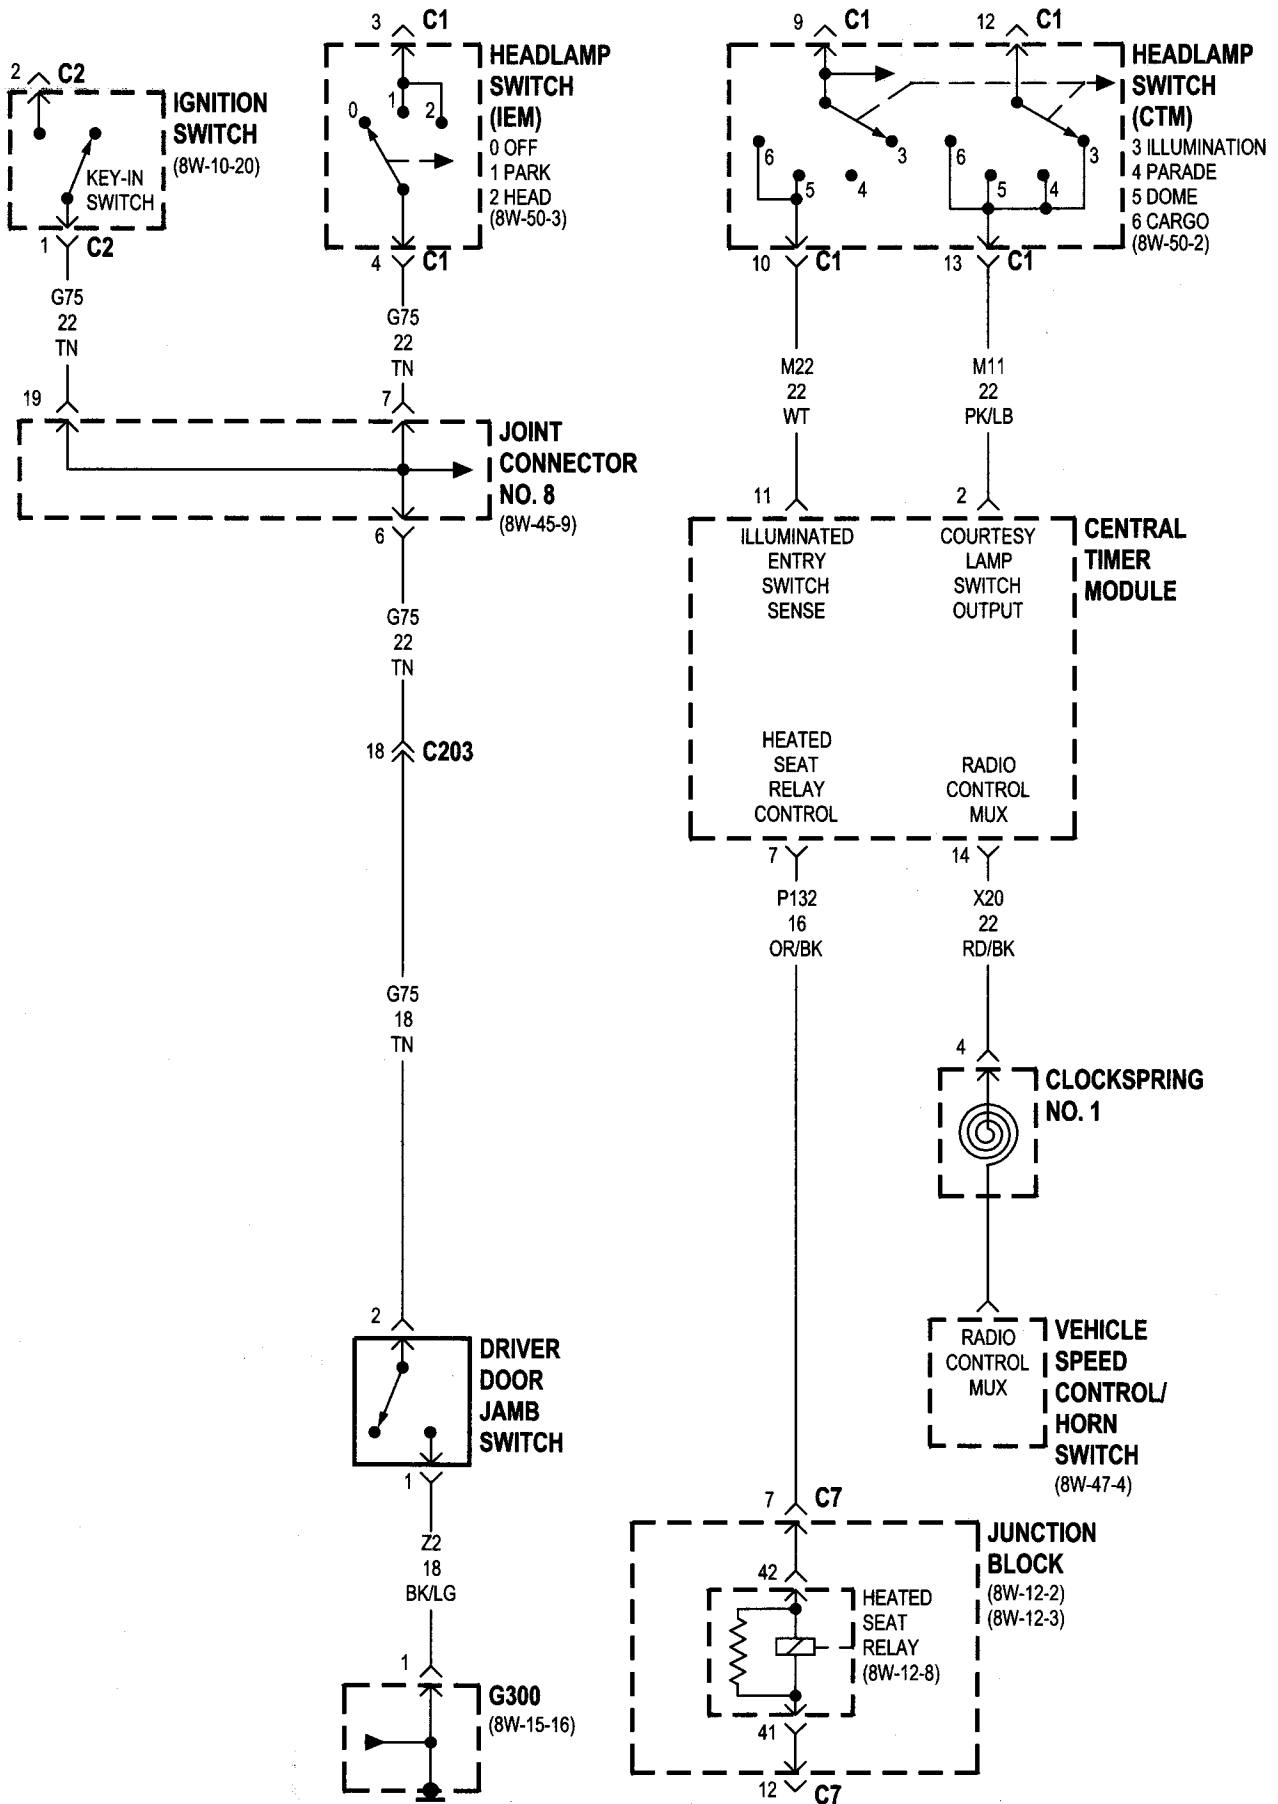 2 C2
IGNITION
SWITCH
(8W-10-20)
KEY-IN
SWITCH
1 C2
G75
22
TN
19
3 C1
HEADLAMP
SWITCH
(IEM)
0 OFF
1 PARK
2 HEAD
(8W-50-3)
0
1
2
4 C1
G75
22
TN
7
JOINT
CONNECTOR
NO. 8
(8W-45-9)
6
G75
22
TN
18 C203
G75
18
TN
2
DRIVER
DOOR
JAMB
SWITCH
1
Z2
18
BK/LG
1
G300
(8W-15-16)
9 C1
12 C1
HEADLAMP
SWITCH
(CTM)
3 ILLUMINATION
4 PARADE
5 DOME
6 CARGO
(8W-50-2)
6
5
4
3
6
5
4
3
10 C1
13 C1
M22
22
WT
M11
22
PK/LB
11
2
CENTRAL
TIMER
MODULE
ILLUMINATED
ENTRY
SWITCH
SENSE
COURTESY
LAMP
SWITCH
OUTPUT
HEATED
SEAT
RELAY
CONTROL
RADIO
CONTROL
MUX
7
14
P132
16
OR/BK
X20
22
RD/BK
4
CLOCKSPRING
NO. 1
RADIO
CONTROL
MUX
VEHICLE
SPEED
CONTROL/
HORN
SWITCH
(8W-47-4)
7 C7
JUNCTION
BLOCK
(8W-12-2)
(8W-12-3)
42
HEATED
SEAT
RELAY
(8W-12-8)
41
12 C7